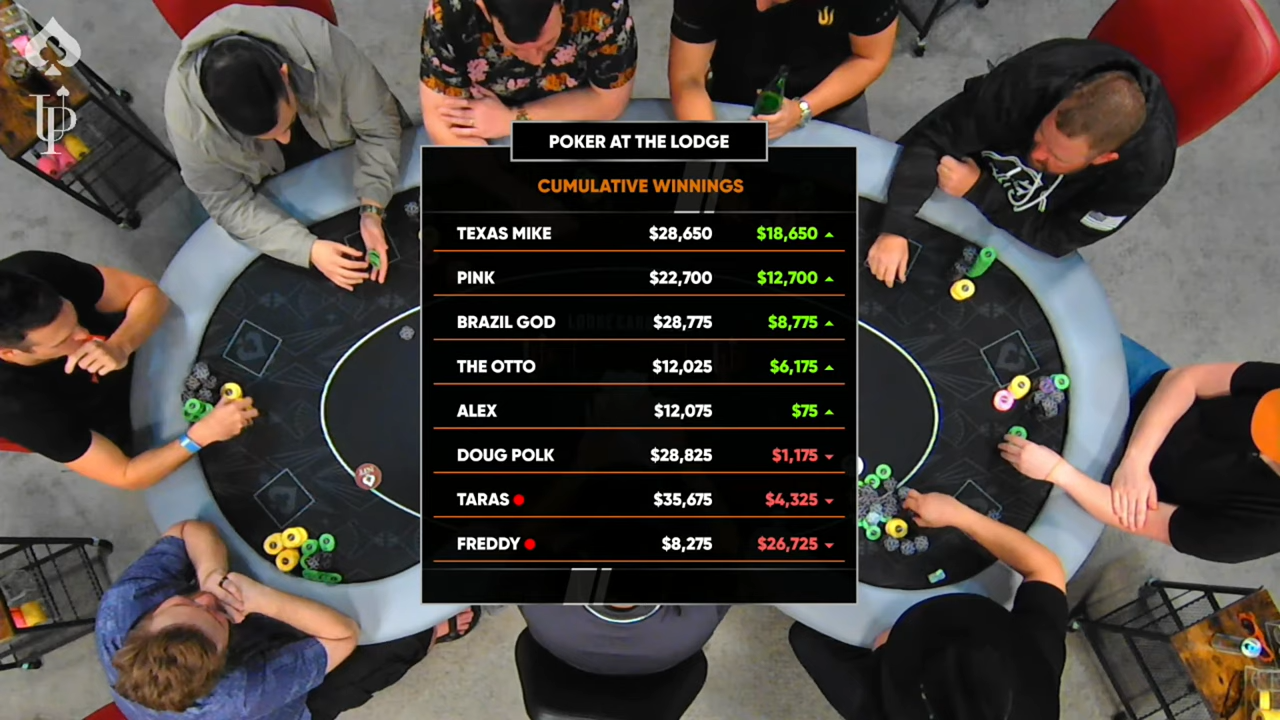 UP
POKER AT THE LODGE
CUMULATIVE WINNINGS
TEXAS MIKE $28,650 $18,650
PINK $22,700 $12,700
BRAZIL GOD $28,775 $8,775
THE OTTO $12,025 $6,175
ALEX $12,075 $75
DOUG POLK $28,825 $1,175
TARAS $35,675 $4,325
FREDDY $8,275 $26,725